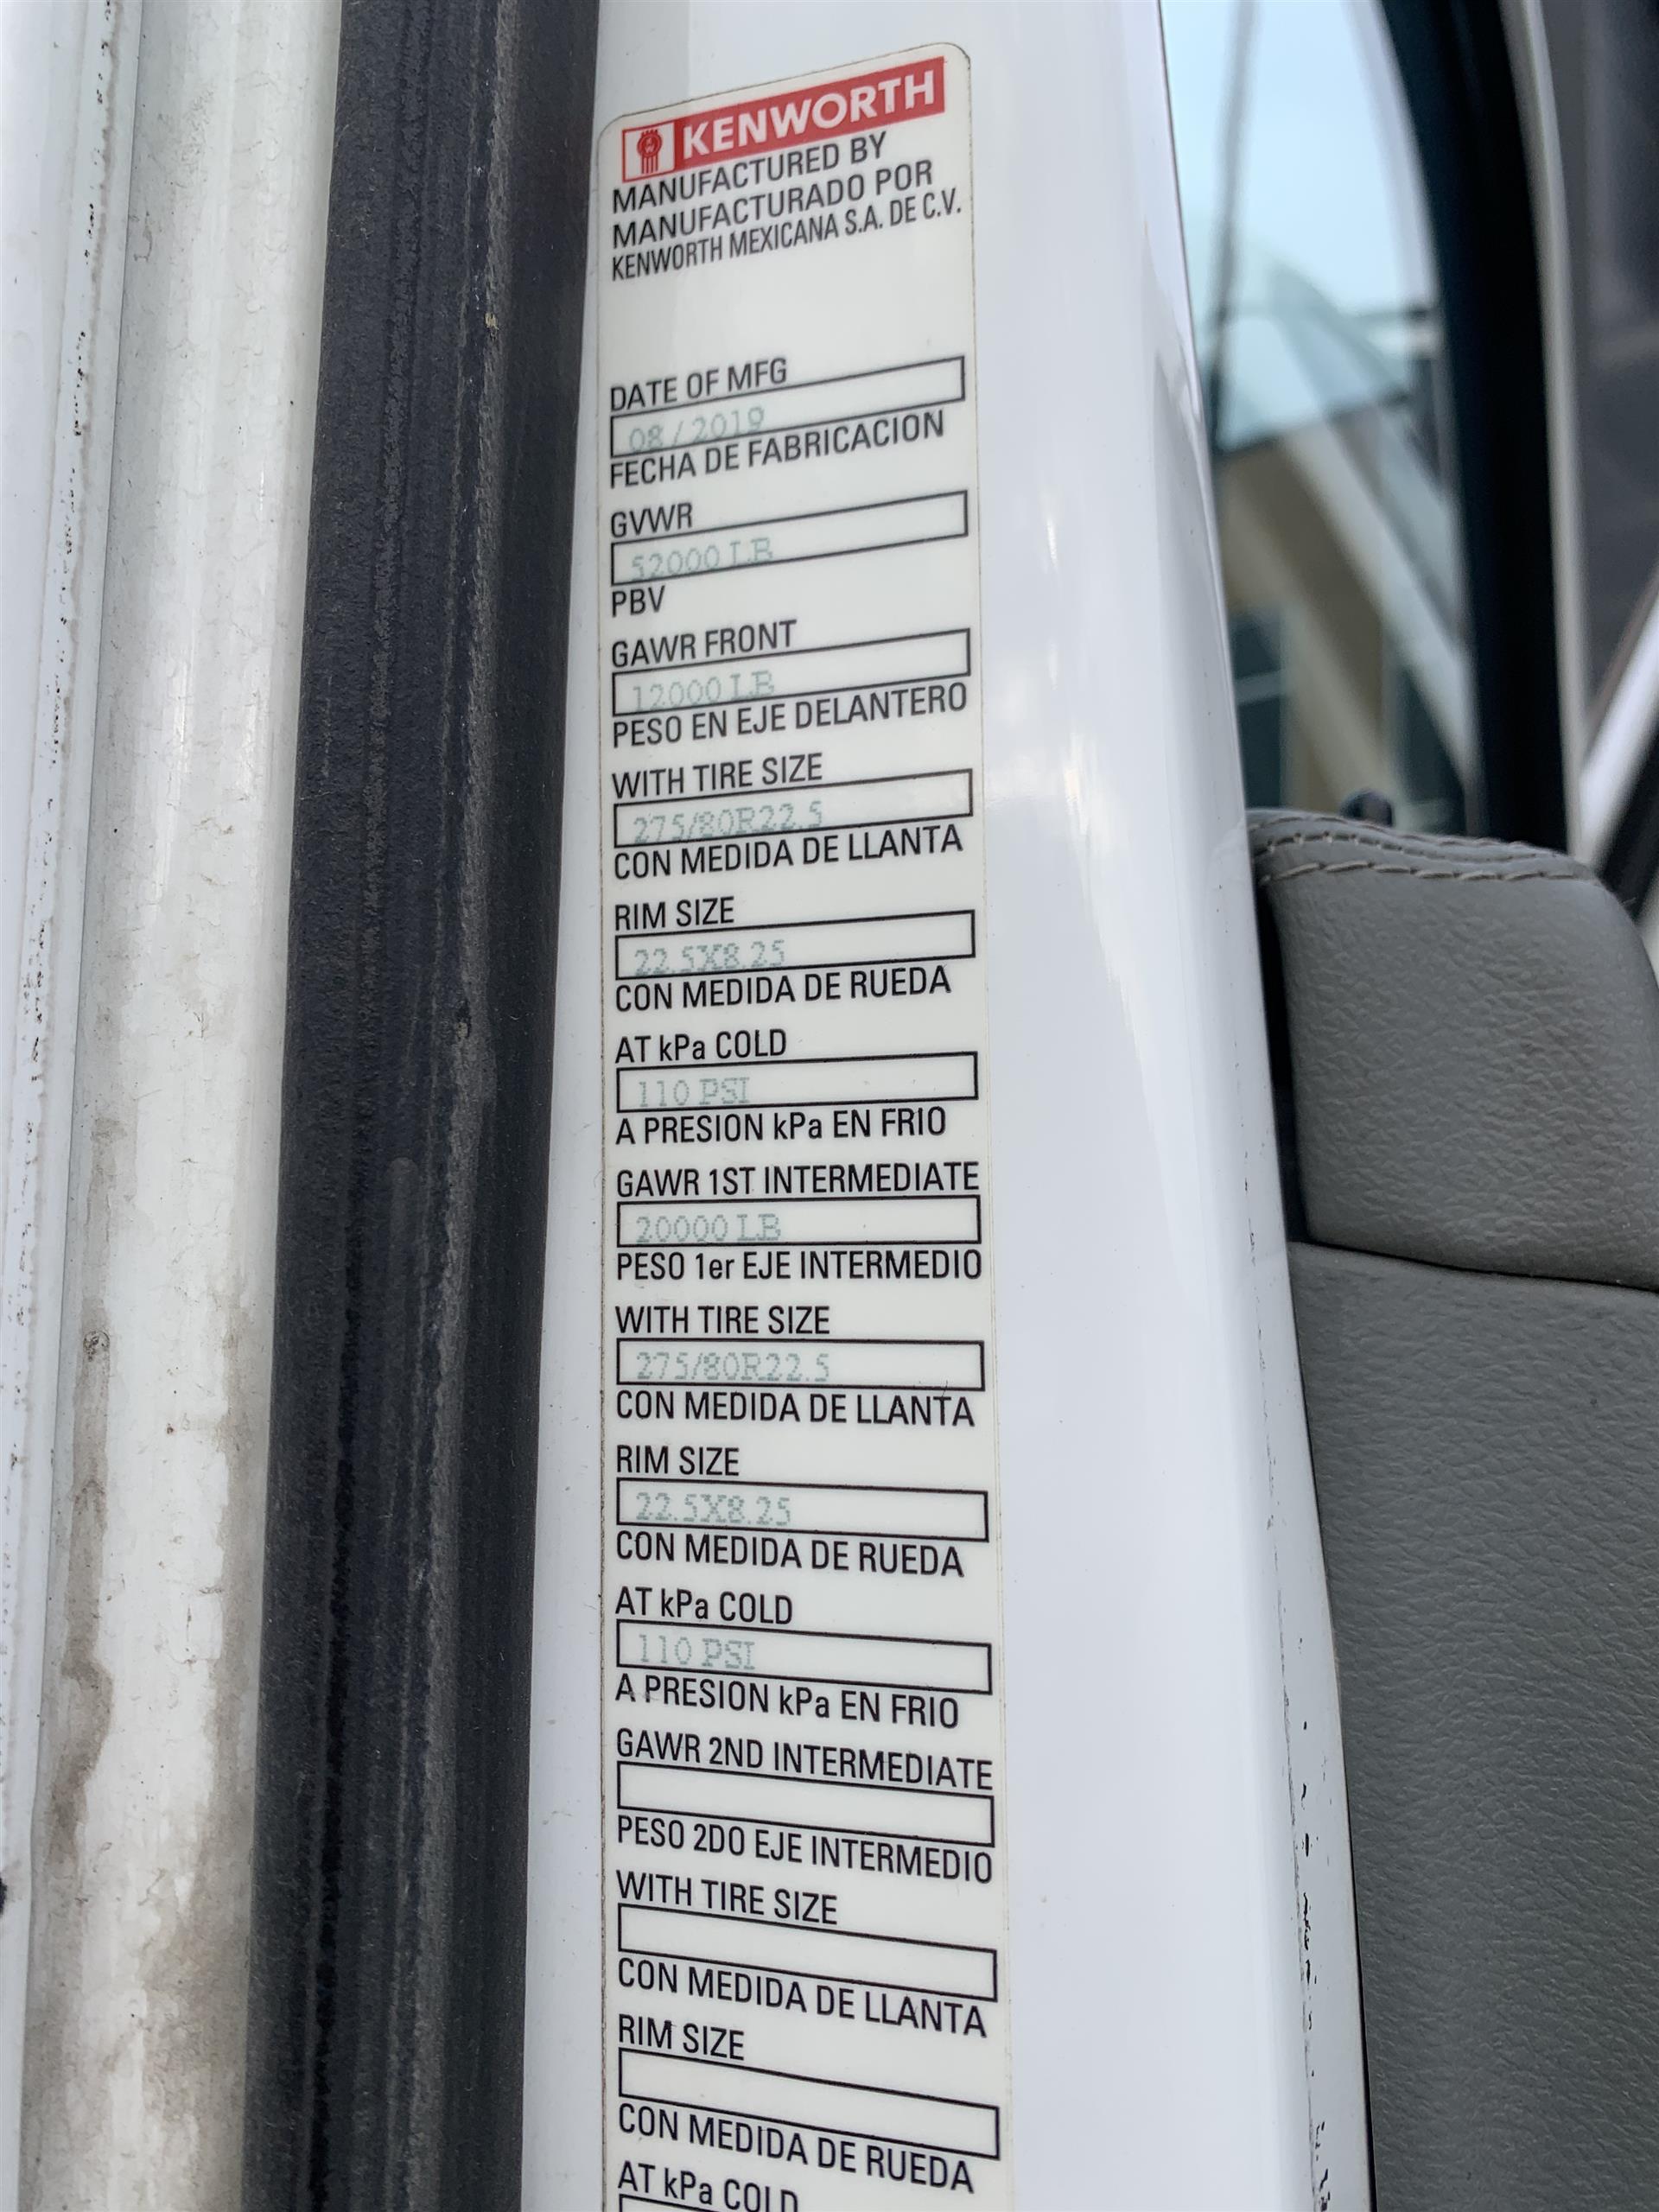 KENWORTH
MANUFACTURED BY
MANUFACTURADO POR
KENWORTH MEXICANA S.A. DE C.V.
DATE OF MFG
08/2019
FECHA DE FABRICACION
GVWR
52000 LB
PBV
GAWR FRONT
12000 LB
PESO EN EJE DELANTERO
WITH TIRE SIZE
275/80R22.5
CON MEDIDA DE LLANTA
RIM SIZE
22.5X8.25
CON MEDIDA DE RUEDA
AT kPa COLD
110 PSI
A PRESION kPa EN FRIO
GAWR 1ST INTERMEDIATE
20000 LB
PESO 1er EJE INTERMEDIO
WITH TIRE SIZE
275/80R22.5
CON MEDIDA DE LLANTA
RIM SIZE
22.5X8.25
CON MEDIDA DE RUEDA
AT kPa COLD
110 PSI
A PRESION kPa EN FRIO
GAWR 2ND INTERMEDIATE
PESO 2DO EJE INTERMEDIO
WITH TIRE SIZE
CON MEDIDA DE LLANTA
RIM SIZE
CON MEDIDA DE RUEDA
AT kPa COLD